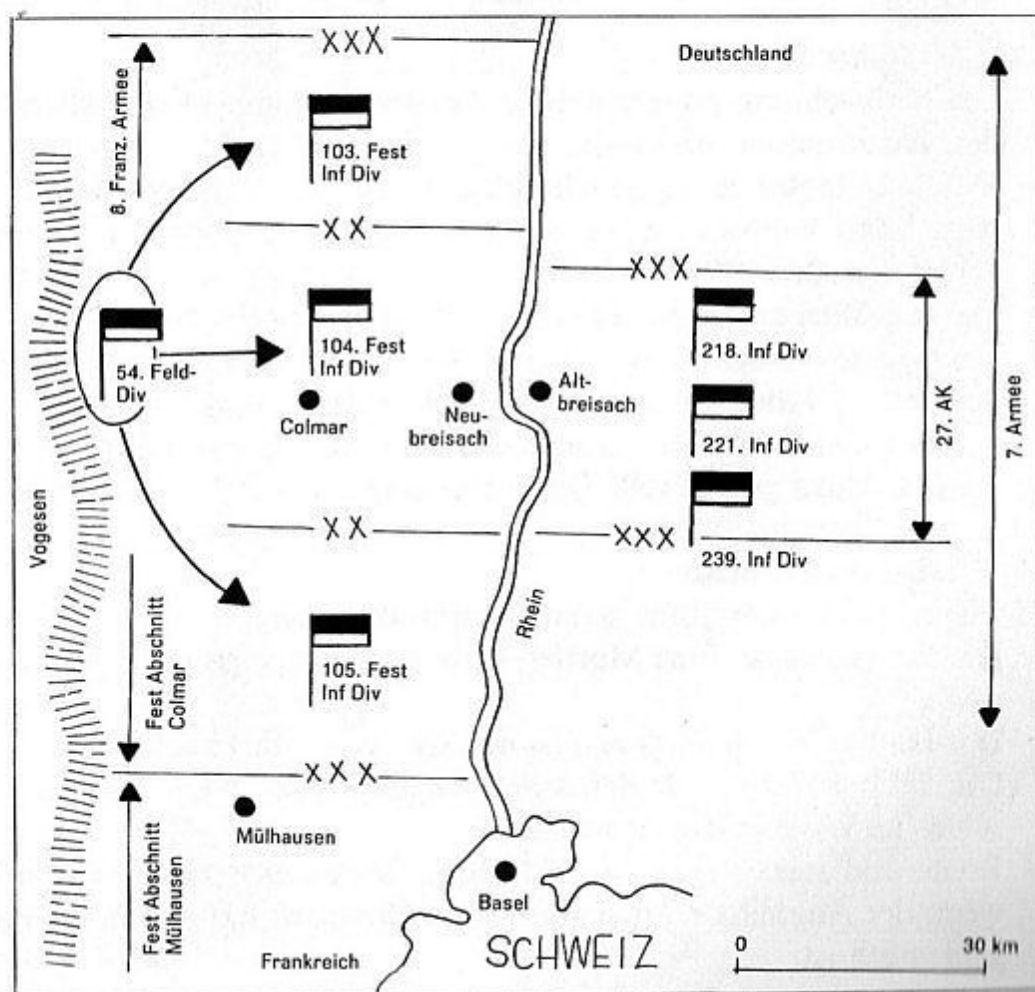 XXX
Deutschland
8. Franz. Armee
103. Fest
Inf Div
XX
XXX
54. Feld-
Div
104. Fest
Inf Div
218. Inf Div
Colmar
Neu-
breisach
Alt-
breisach
221. Inf Div
27. AK
7. Armee
Vogesen
XX
XXX
239. Inf Div
Rhein
Fest Abschnitt
Colmar
105. Fest
Inf Div
XXX
Mülhausen
Fest Abschnitt
Mülhausen
Basel
Frankreich
SCHWEIZ
0 30 km